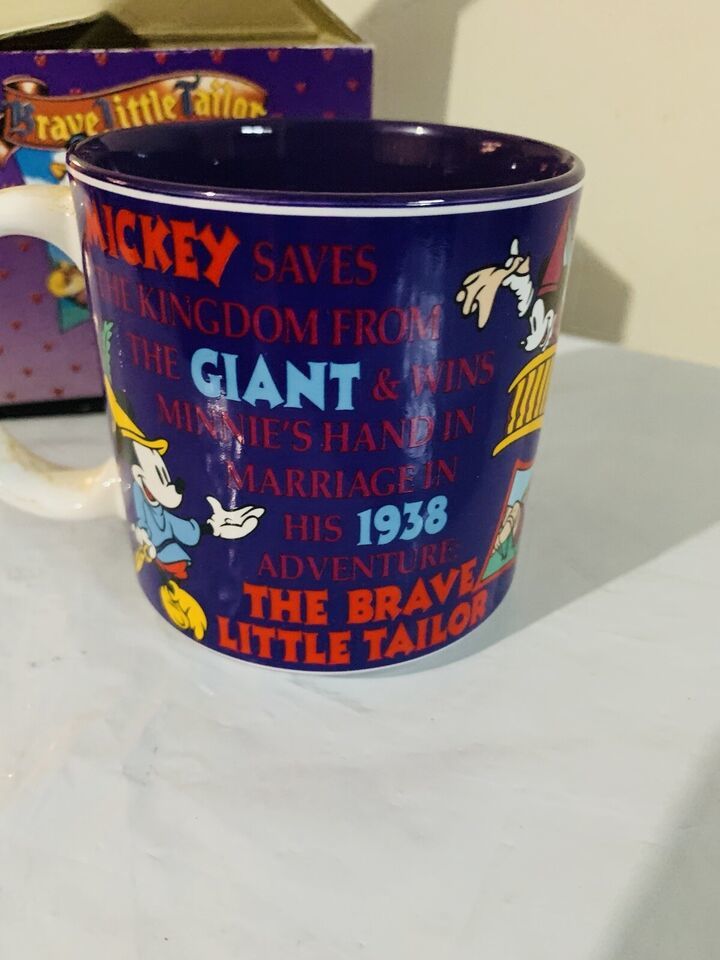 Brave Little Tailor
MICKEY SAVES
THE KINGDOM FROM
THE GIANT & WINS
MINNIE'S HAND IN
MARRIAGE IN
HIS 1938
ADVENTURE:
THE BRAVE
LITTLE TAILOR